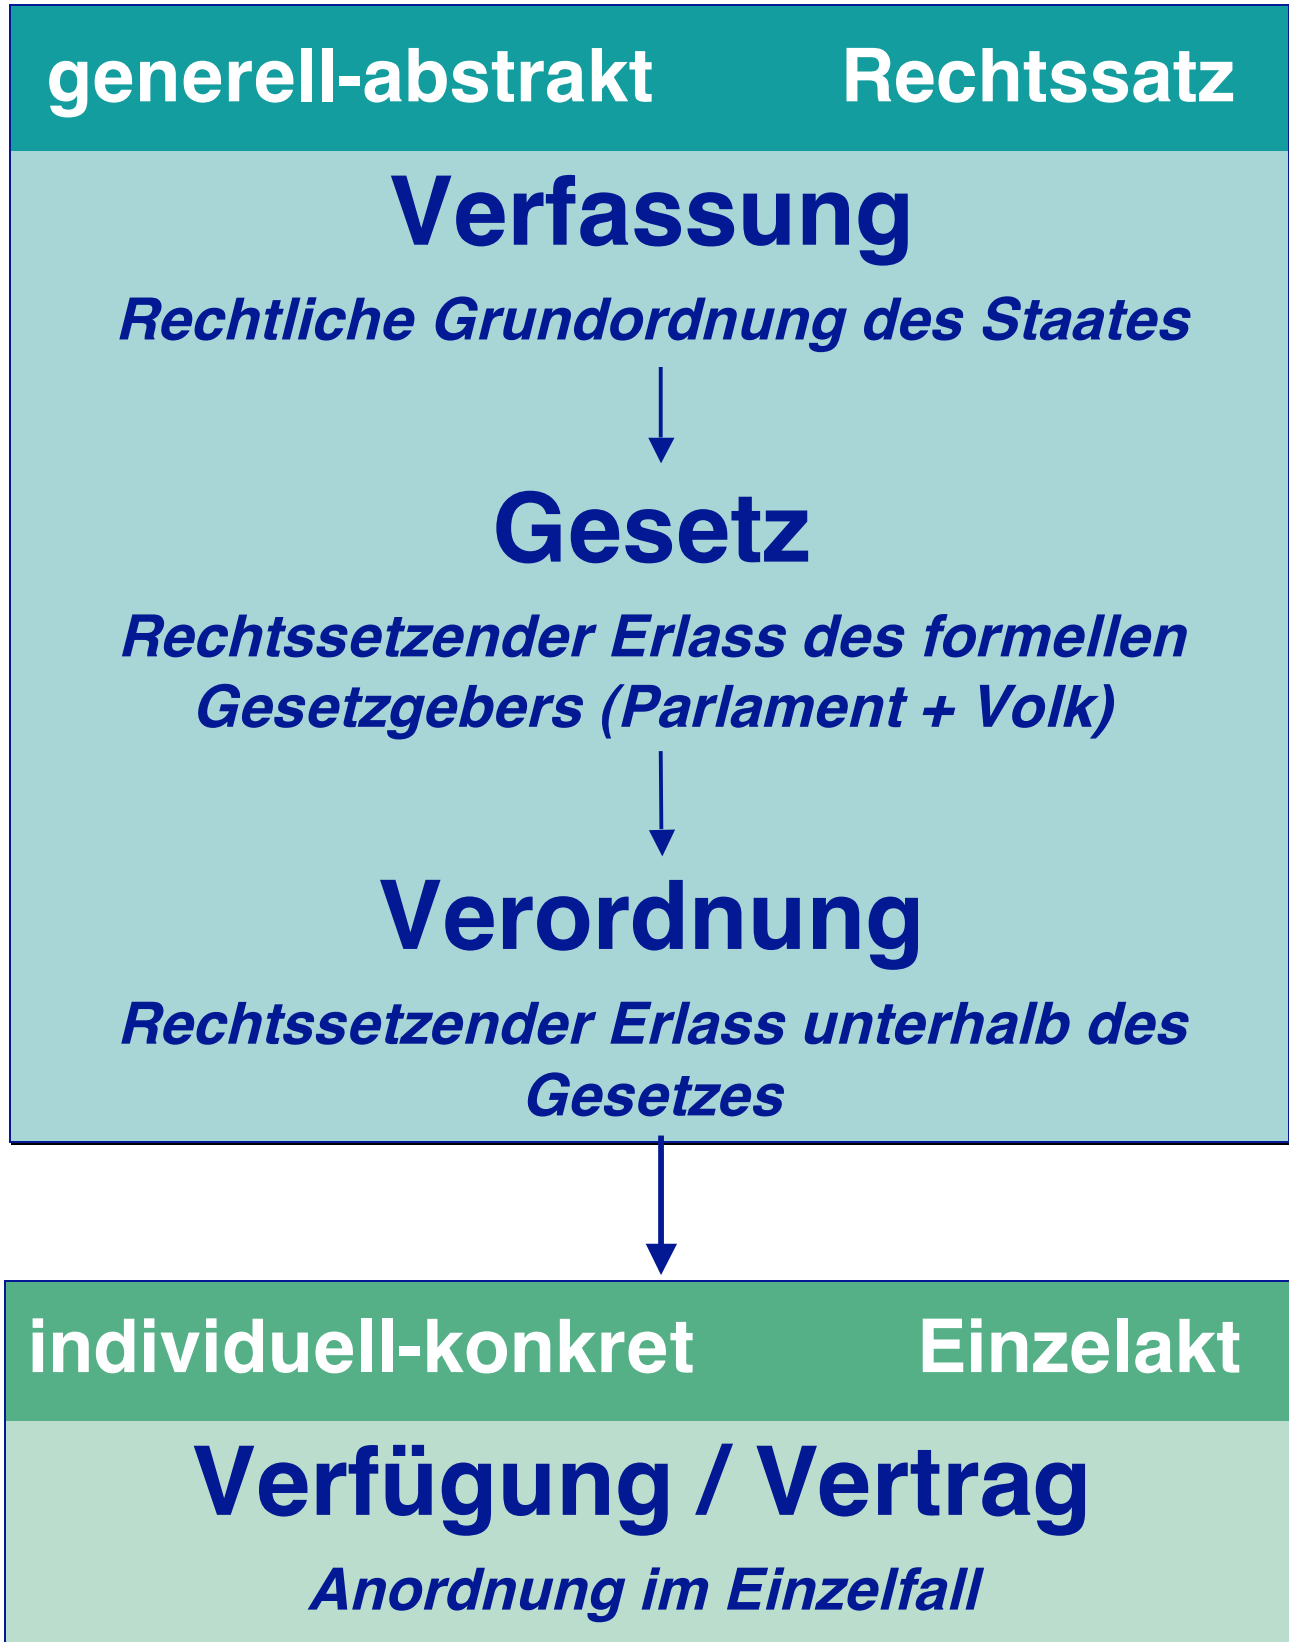 generell-abstrakt Rechtssatz
Verfassung
Rechtliche Grundordnung des Staates
Gesetz
Rechtssetzender Erlass des formellen
Gesetzgebers (Parlament + Volk)
Verordnung
Rechtssetzender Erlass unterhalb des
Gesetzes
individuell-konkret Einzelakt
Verfügung / Vertrag
Anordnung im Einzelfall